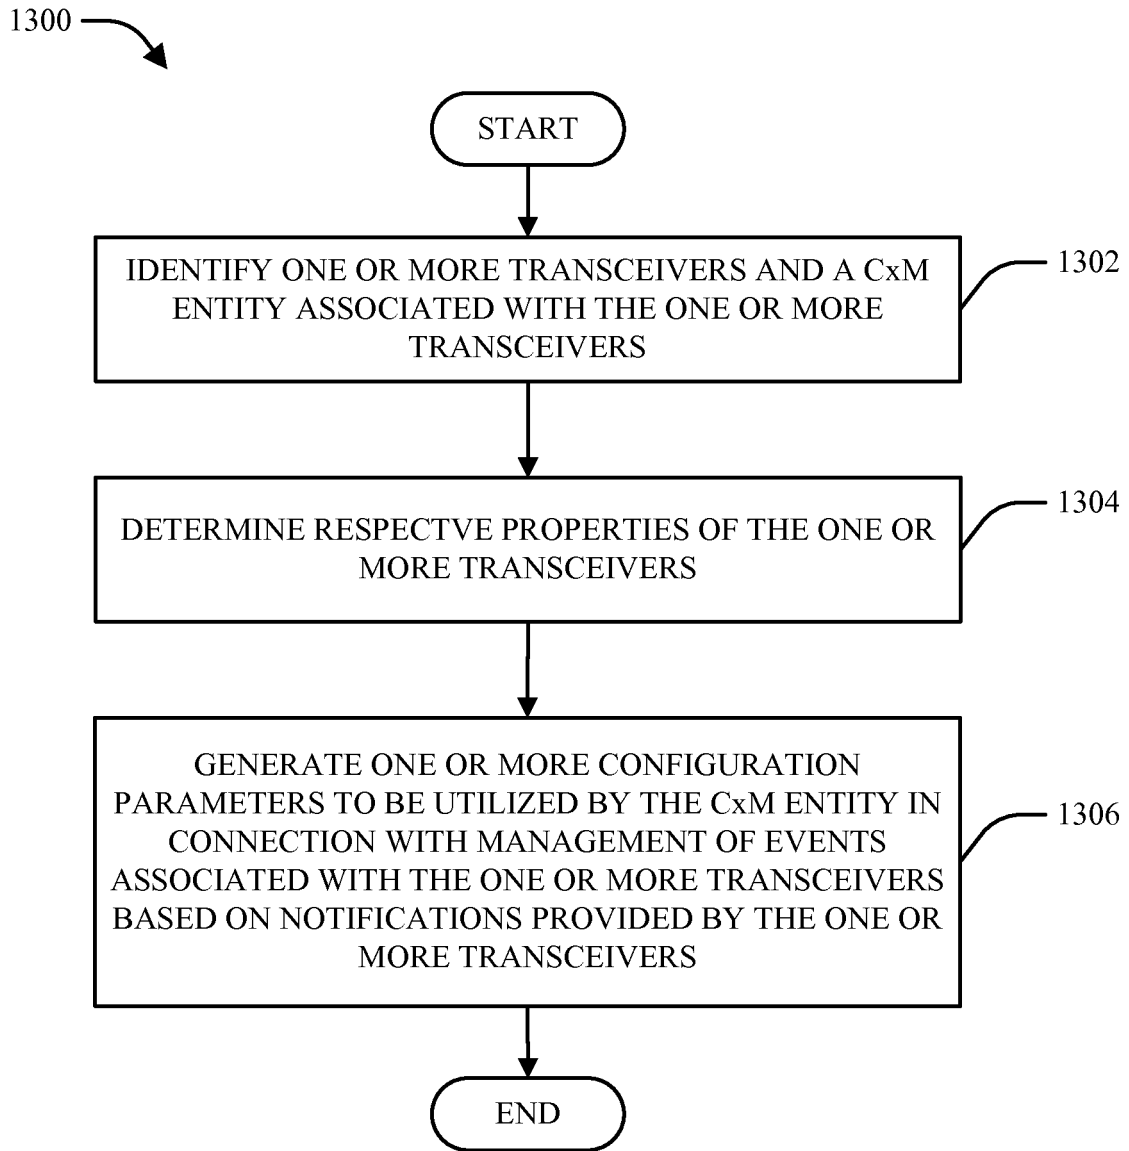 1300
START
IDENTIFY ONE OR MORE TRANSCEIVERS AND A CxM
ENTITY ASSOCIATED WITH THE ONE OR MORE
TRANSCEIVERS
1302
DETERMINE RESPECTVE PROPERTIES OF THE ONE OR
MORE TRANSCEIVERS
1304
GENERATE ONE OR MORE CONFIGURATION
PARAMETERS TO BE UTILIZED BY THE CxM ENTITY IN
CONNECTION WITH MANAGEMENT OF EVENTS
ASSOCIATED WITH THE ONE OR MORE TRANSCEIVERS
BASED ON NOTIFICATIONS PROVIDED BY THE ONE OR
MORE TRANSCEIVERS
1306
END